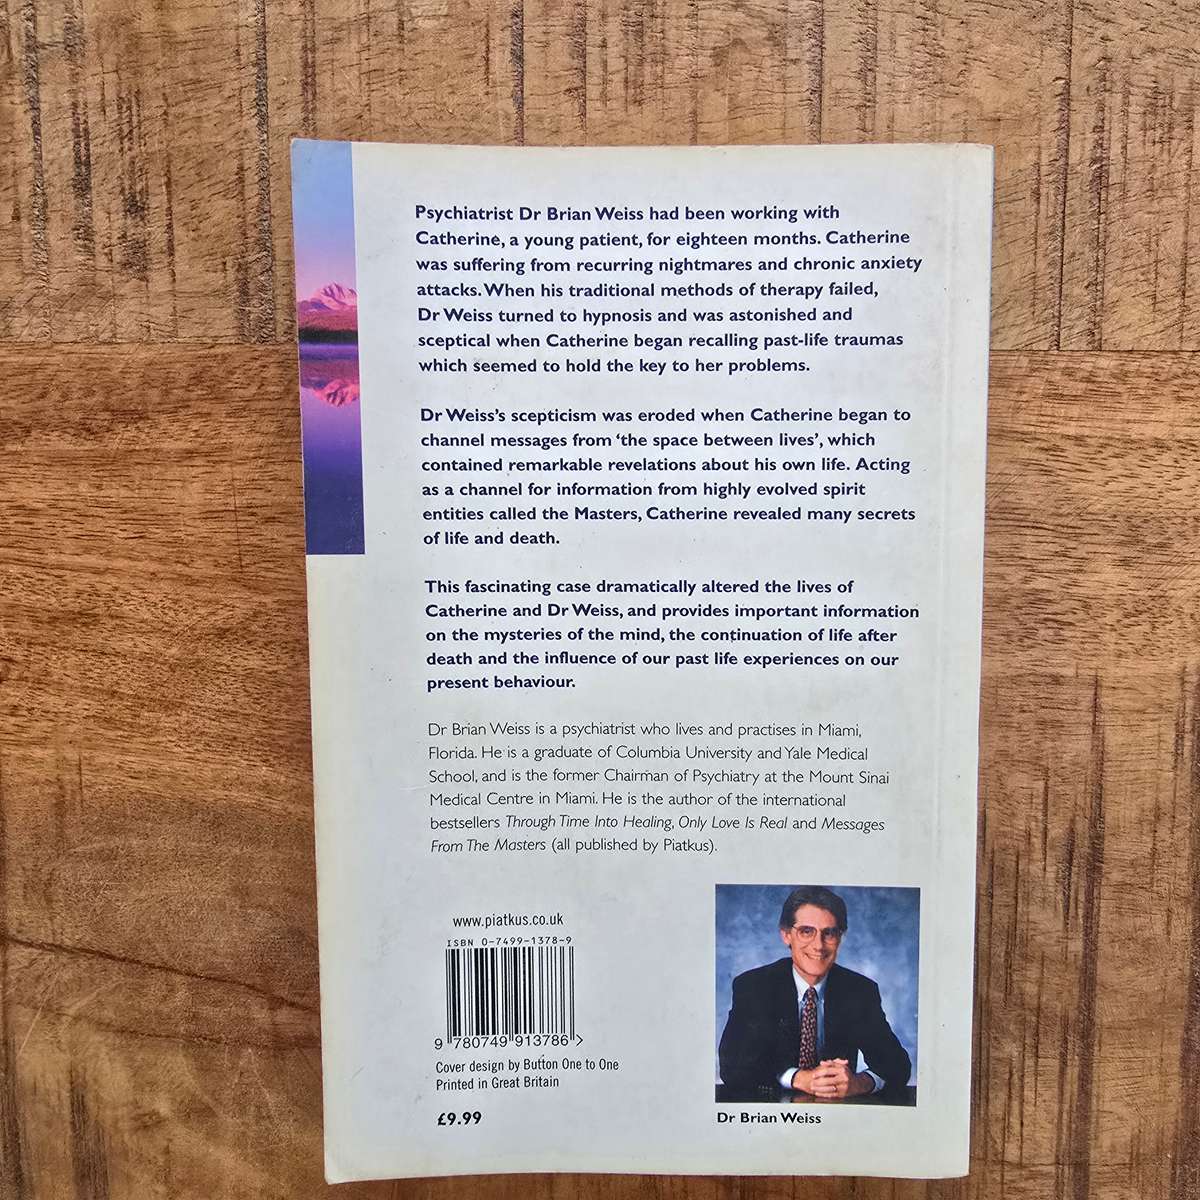 Psychiatrist Dr Brian Weiss had been working with
Catherine, a young patient, for eighteen months. Catherine
was suffering from recurring nightmares and chronic anxiety
attacks. When his traditional methods of therapy failed,
Dr Weiss turned to hypnosis and was astonished and
sceptical when Catherine began recalling past-life traumas
which seemed to hold the key to her problems.
Dr Weiss's scepticism was eroded when Catherine began to
channel messages from 'the space between lives', which
contained remarkable revelations about his own life. Acting
as a channel for information from highly evolved spirit
entities called the Masters, Catherine revealed many secrets
of life and death.
This fascinating case dramatically altered the lives of
Catherine and Dr Weiss, and provides important information
on the mysteries of the mind, the continuation of life after
death and the influence of our past life experiences on our
present behaviour.
Dr Brian Weiss is a psychiatrist who lives and practises in Miami,
Florida. He is a graduate of Columbia University and Yale Medical
School, and is the former Chairman of Psychiatry at the Mount Sinai
Medical Centre in Miami. He is the author of the international
bestsellers Through Time Into Healing, Only Love Is Real and Messages
From The Masters (all published by Piatkus).
www.piatkus.co.uk
ISBN 0-7499-1378-9
9 780749 913786 >
Cover design by Button One to One
Printed in Great Britain
£9.99
Dr Brian Weiss